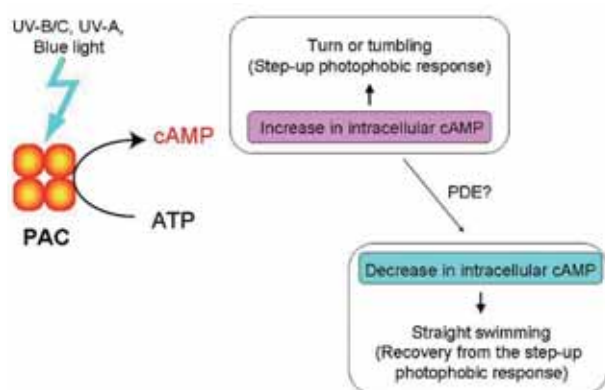 UV-B/C, UV-A,
Blue light
PAC
cAMP
ATP
Turn or tumbling
(Step-up photophobic response)
Increase in intracellular cAMP
PDE?
Decrease in intracellular cAMP
Straight swimming
(Recovery from the step-up
photophobic response)